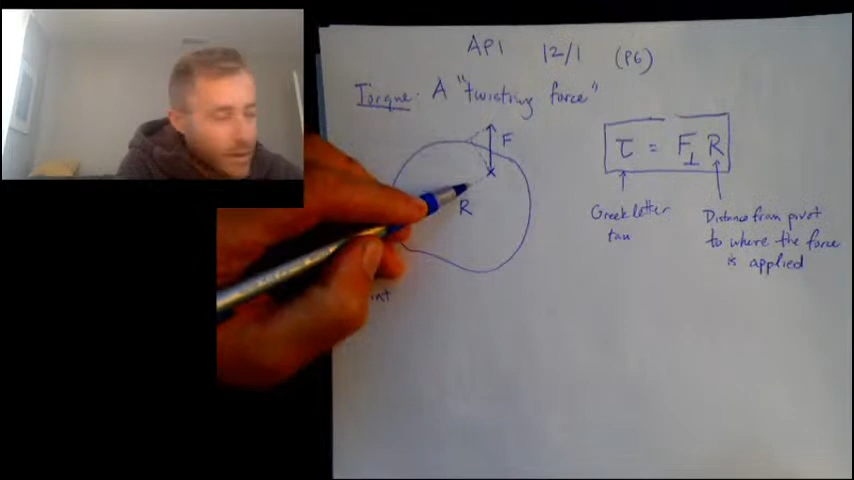 AP1 12/1 (P6)
Torque: A "twisting force"
F
τ = F⊥ R
R
Greek letter
tau
Distance from pivot
to where the force
is applied